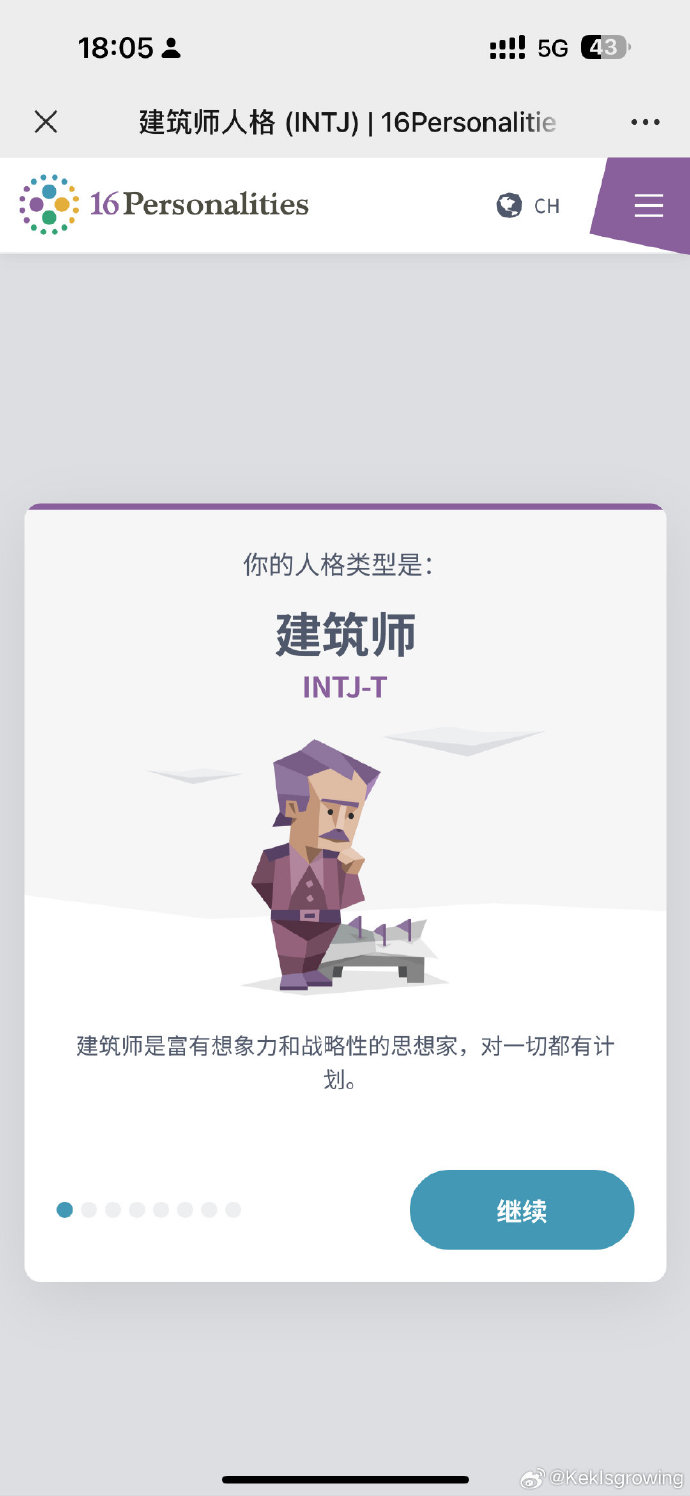 18:05
5G 43
建筑师人格 (INTJ) | 16Personalitie
16Personalities
CH
你的人格类型是：
建筑师
INTJ-T
建筑师是富有想象力和战略性的思想家，对一切都有计
划。
继续
@KekIsgrowing